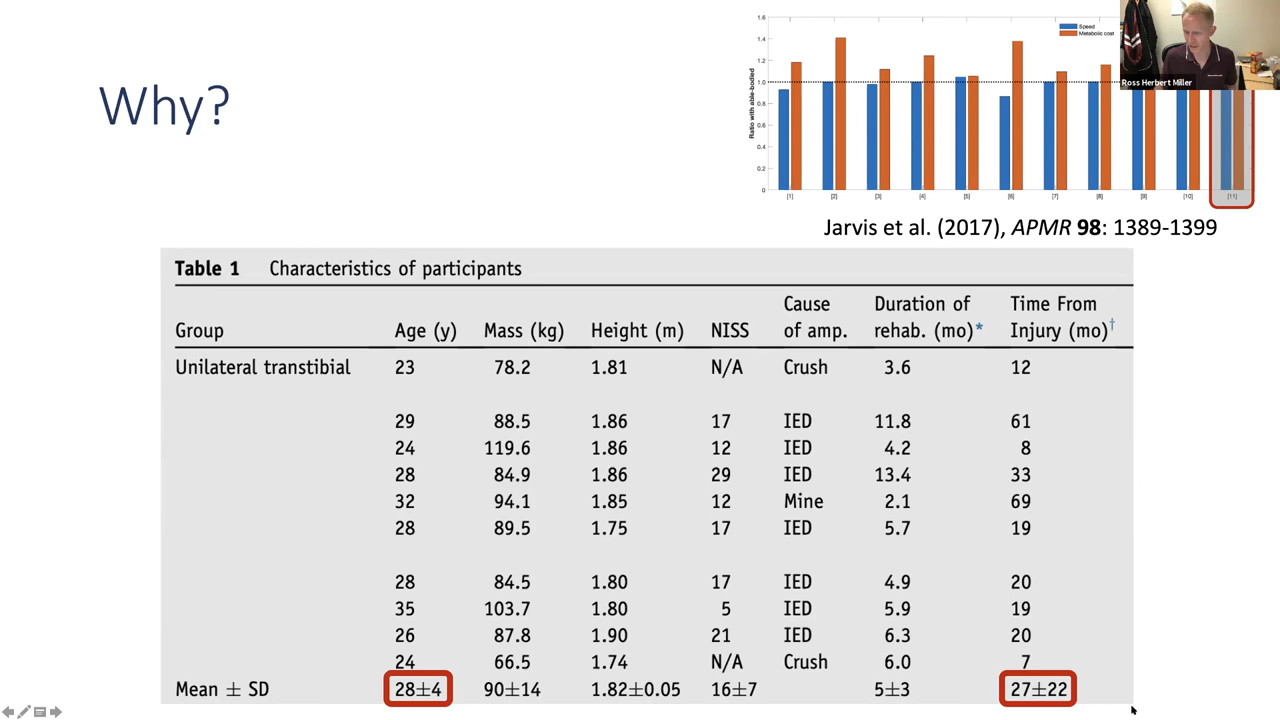 Why?
1.6
1.4
1.2
1.0
0.8
0.6
0.4
0.2
0
Ratio with able-bodied
Speed
Metabolic cost
[1] [2] [3] [4] [5] [6] [7] [8] [9] [10] [11]
Ross Herbert Miller
Jarvis et al. (2017), APMR 98: 1389-1399
Table 1 Characteristics of participants
Group Age (y) Mass (kg) Height (m) NISS Cause of amp. Duration of rehab. (mo)* Time From Injury (mo)†
Unilateral transtibial 23 78.2 1.81 N/A Crush 3.6 12
29 88.5 1.86 17 IED 11.8 61
24 119.6 1.86 12 IED 4.2 8
28 84.9 1.86 29 IED 13.4 33
32 94.1 1.85 12 Mine 2.1 69
28 89.5 1.75 17 IED 5.7 19
28 84.5 1.80 17 IED 4.9 20
35 103.7 1.80 5 IED 5.9 19
26 87.8 1.90 21 IED 6.3 20
24 66.5 1.74 N/A Crush 6.0 7
Mean ± SD 28±4 90±14 1.82±0.05 16±7 5±3 27±22